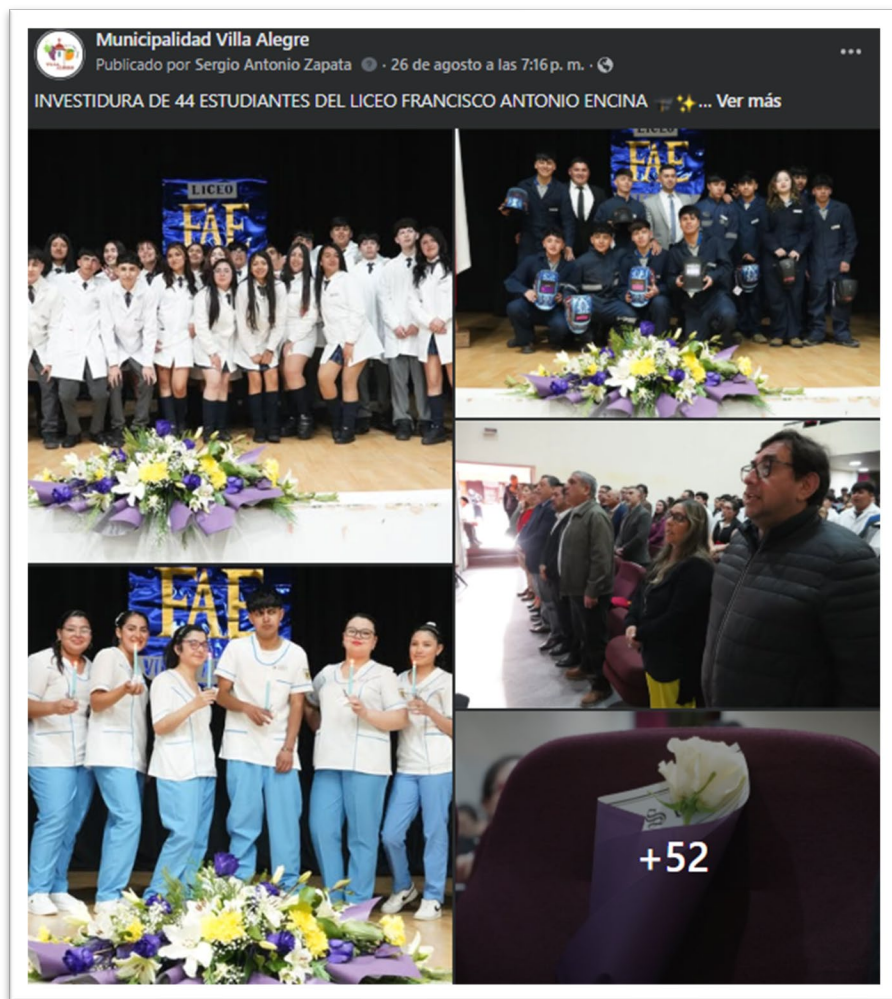 Municipalidad Villa Alegre
Publicado por Sergio Antonio Zapata · 26 de agosto a las 7:16 p. m. ·
INVESTIDURA DE 44 ESTUDIANTES DEL LICEO FRANCISCO ANTONIO ENCINA ... Ver más
LICEO
FAE
LICEO
FAE
FAE
+52